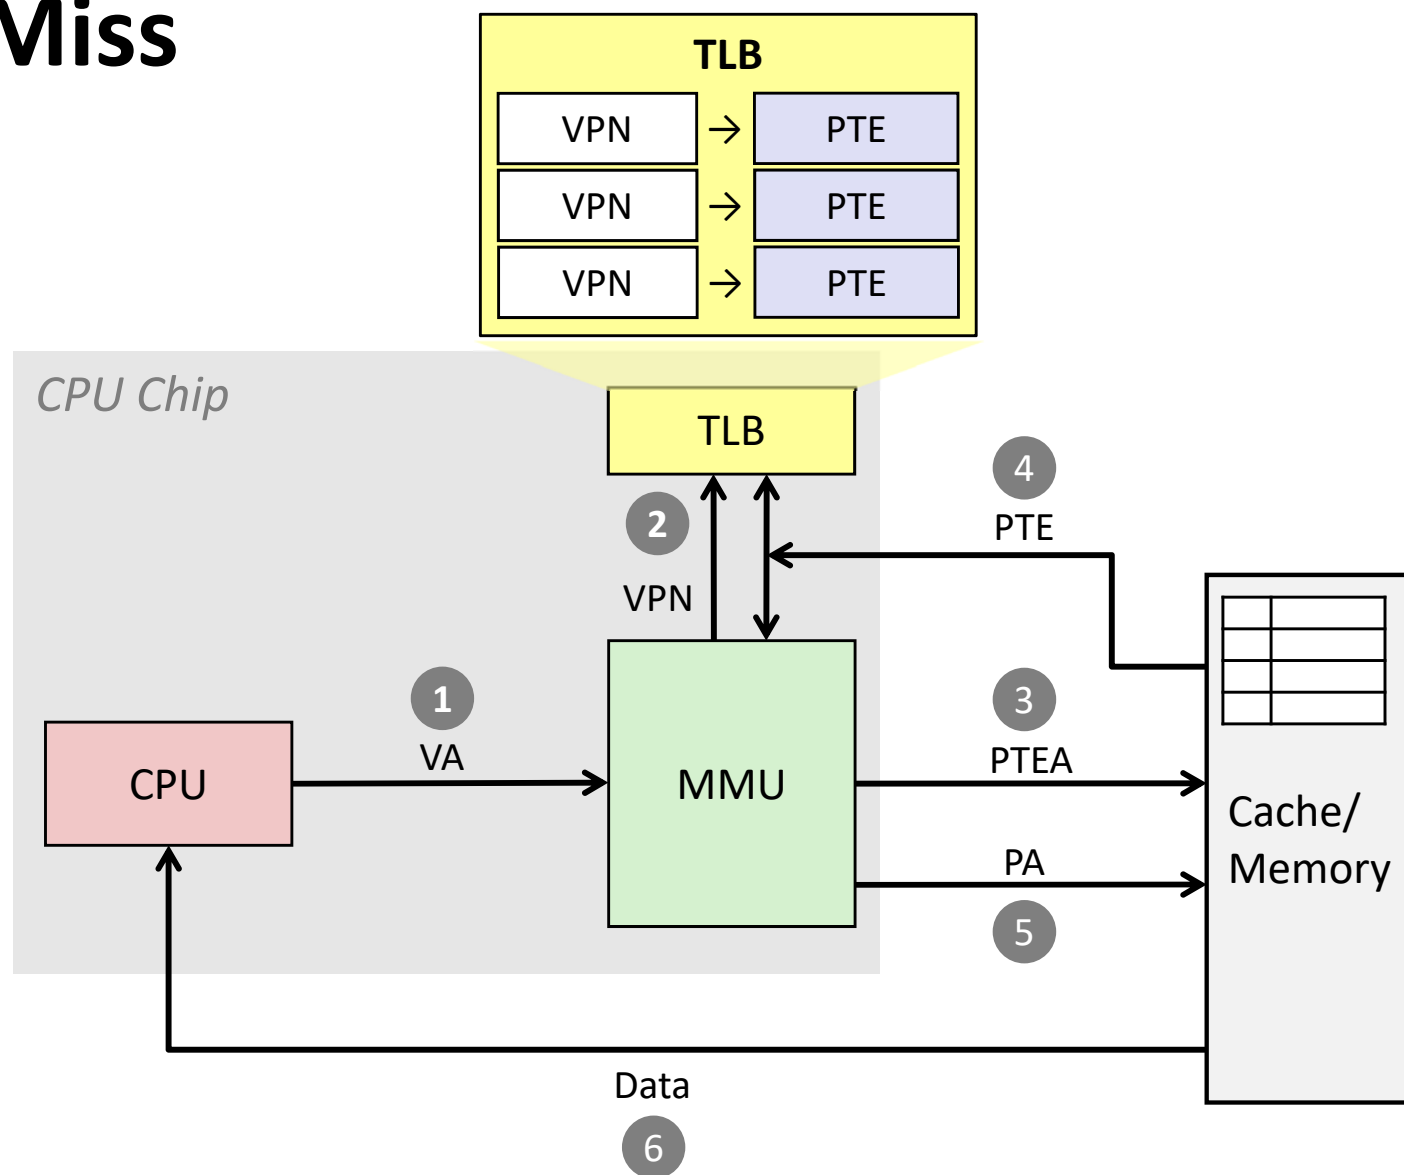 Miss
TLB
VPN → PTE
VPN → PTE
VPN → PTE
CPU Chip
TLB
4
2
PTE
VPN
1
3
VA
PTEA
CPU
MMU
Cache/
Memory
PA
5
Data
6